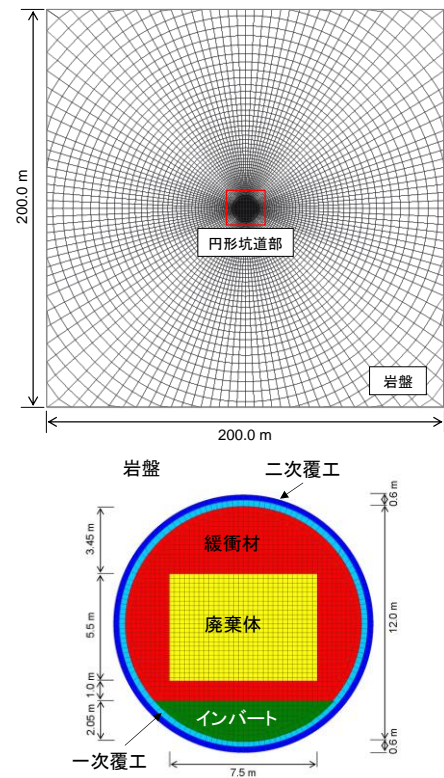 200.0 m
円形坑道部
岩盤
200.0 m
岩盤
二次覆工
0.6 m
3.45 m
緩衝材
5.5 m
廃棄体
12.0 m
1.0 m
2.05 m
インバート
一次覆工
0.6 m
7.5 m